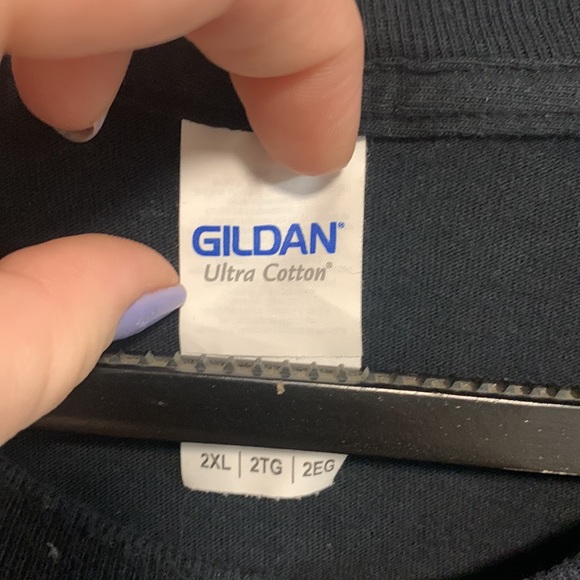 GILDAN®
Ultra Cotton®
2XL | 2TG | 2EG